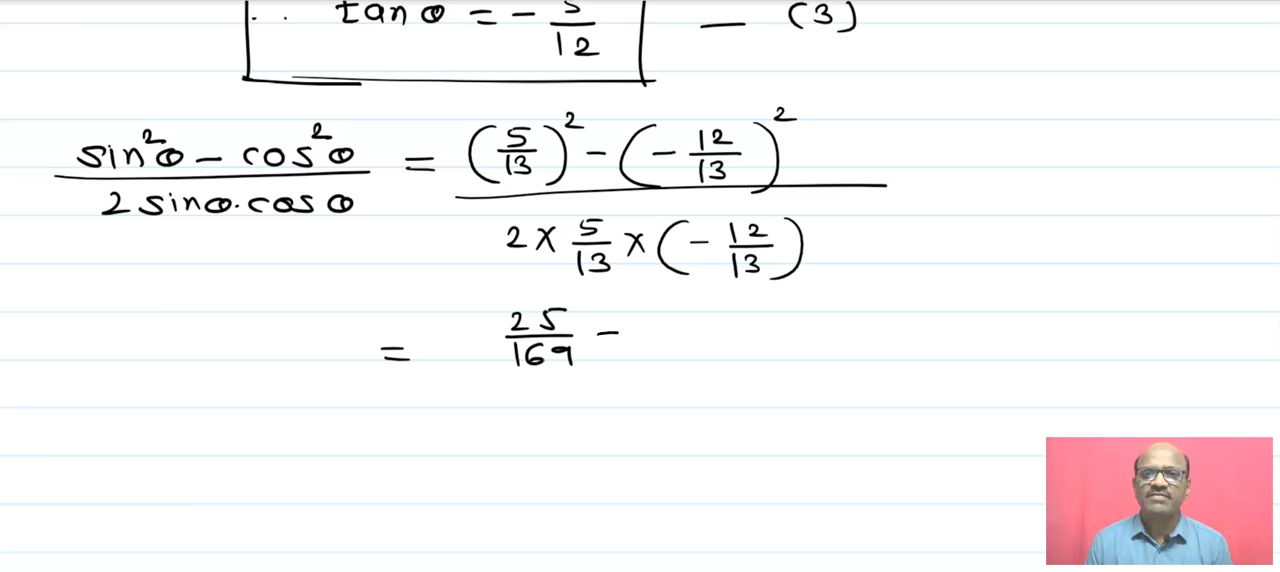 ∴ tan θ = - 5/12 — (3)
sin²θ - cos²θ / 2 sinθ.cosθ = (5/13)² - (- 12/13)² / 2 × 5/13 × (- 12/13)
= 25/169 -